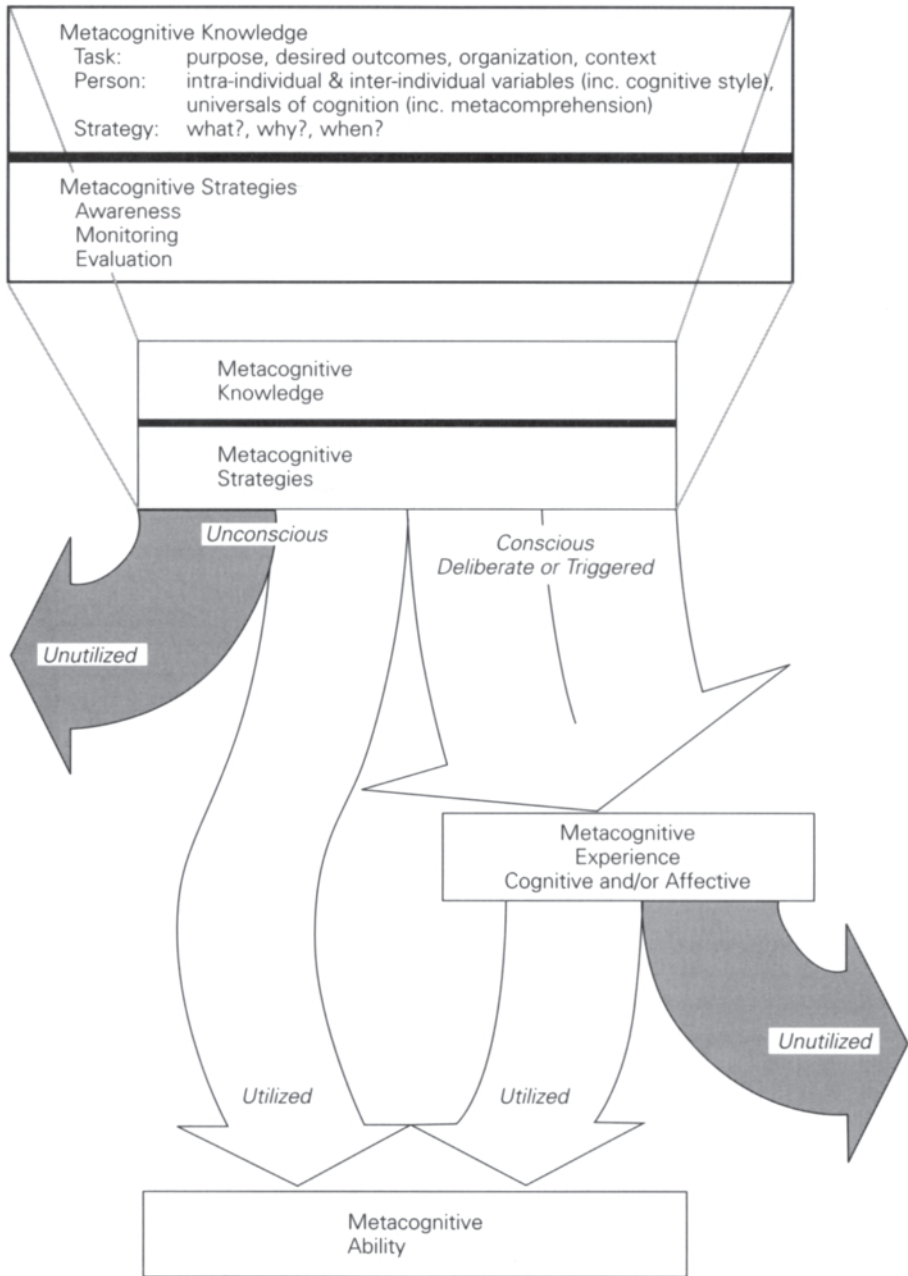 Metacognitive Knowledge
Task: purpose, desired outcomes, organization, context
Person: intra-individual & inter-individual variables (inc. cognitive style),
universals of cognition (inc. metacomprehension)
Strategy: what?, why?, when?
Metacognitive Strategies
Awareness
Monitoring
Evaluation
Metacognitive
Knowledge
Metacognitive
Strategies
Unconscious
Conscious
Deliberate or Triggered
Unutilized
Metacognitive
Experience
Cognitive and/or Affective
Unutilized
Utilized
Utilized
Metacognitive
Ability